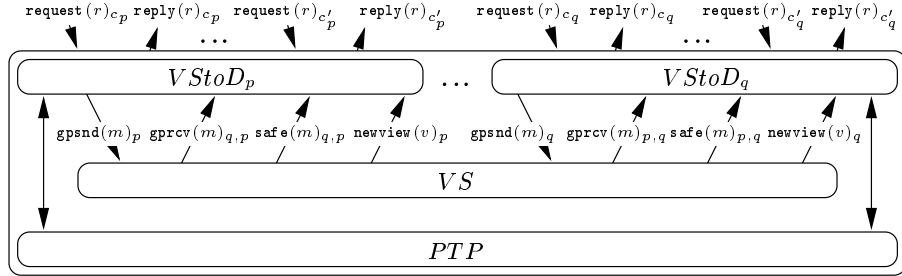 request(r)_{c_p} reply(r)_{c_p} ... request(r)_{c'_p} reply(r)_{c'_p} request(r)_{c_q} reply(r)_{c_q} ... request(r)_{c'_q} reply(r)_{c'_q}
VStoD_p ... VStoD_q
gpsnd(m)_p gprcv(m)_{q,p} safe(m)_{q,p} newview(v)_p gpsnd(m)_q gprcv(m)_{p,q} safe(m)_{p,q} newview(v)_q
VS
PTP